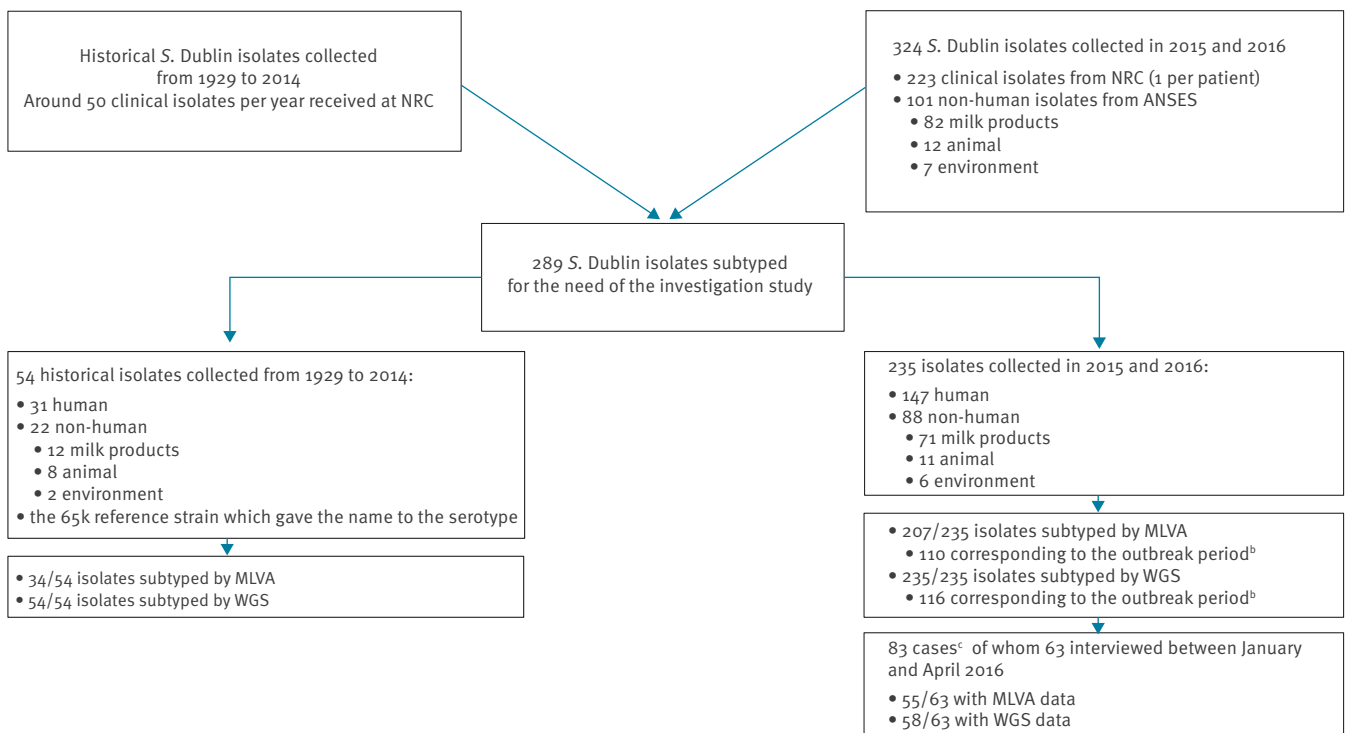 Historical S. Dublin isolates collected
from 1929 to 2014
Around 50 clinical isolates per year received at NRC
324 S. Dublin isolates collected in 2015 and 2016
• 223 clinical isolates from NRC (1 per patient)
• 101 non-human isolates from ANSES
• 82 milk products
• 12 animal
• 7 environment
289 S. Dublin isolates subtyped
for the need of the investigation study
54 historical isolates collected from 1929 to 2014:
• 31 human
• 22 non-human
• 12 milk products
• 8 animal
• 2 environment
• the 65k reference strain which gave the name to the serotype
• 34/54 isolates subtyped by MLVA
• 54/54 isolates subtyped by WGS
235 isolates collected in 2015 and 2016:
• 147 human
• 88 non-human
• 71 milk products
• 11 animal
• 6 environment
• 207/235 isolates subtyped by MLVA
• 110 corresponding to the outbreak periodᵇ
• 235/235 isolates subtyped by WGS
• 116 corresponding to the outbreak periodᵇ
83 casesᶜ of whom 63 interviewed between January
and April 2016
• 55/63 with MLVA data
• 58/63 with WGS data